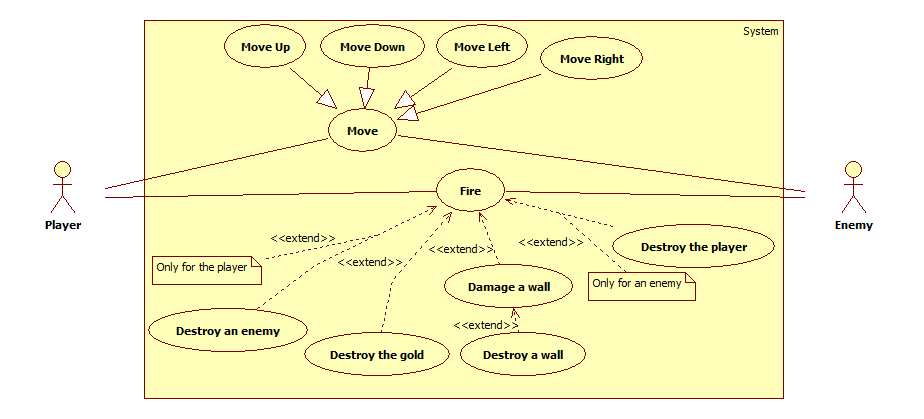 System
Move Up
Move Down
Move Left
Move Right
Move
Player
Enemy
Fire
<<extend>>
<<extend>>
<<extend>>
<<extend>>
Destroy the player
Only for the player
Only for an enemy
Damage a wall
<<extend>>
Destroy an enemy
Destroy the gold
Destroy a wall